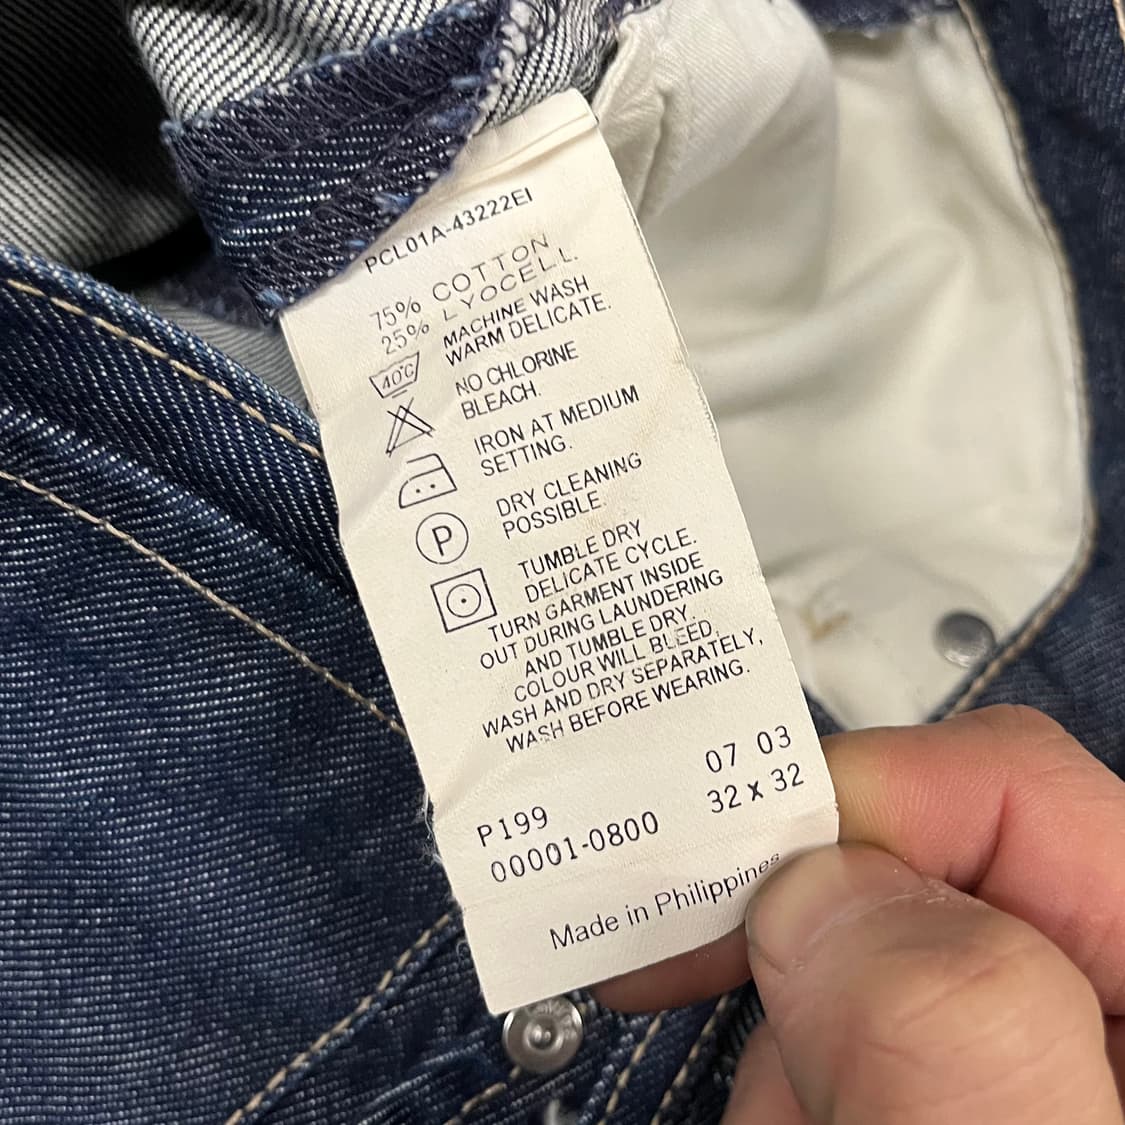 PCL01A-43222EI
75% COTTON
25% LYOCELL.
40°C MACHINE WASH
WARM DELICATE.
NO CHLORINE
BLEACH.
IRON AT MEDIUM
SETTING.
P DRY CLEANING
POSSIBLE.
TUMBLE DRY
DELICATE CYCLE.
TURN GARMENT INSIDE
OUT DURING LAUNDERING
AND TUMBLE DRY.
COLOUR WILL BLEED,
WASH AND DRY SEPARATELY,
WASH BEFORE WEARING.
07 03
P199 32 x 32
00001-0800
Made in Philippines